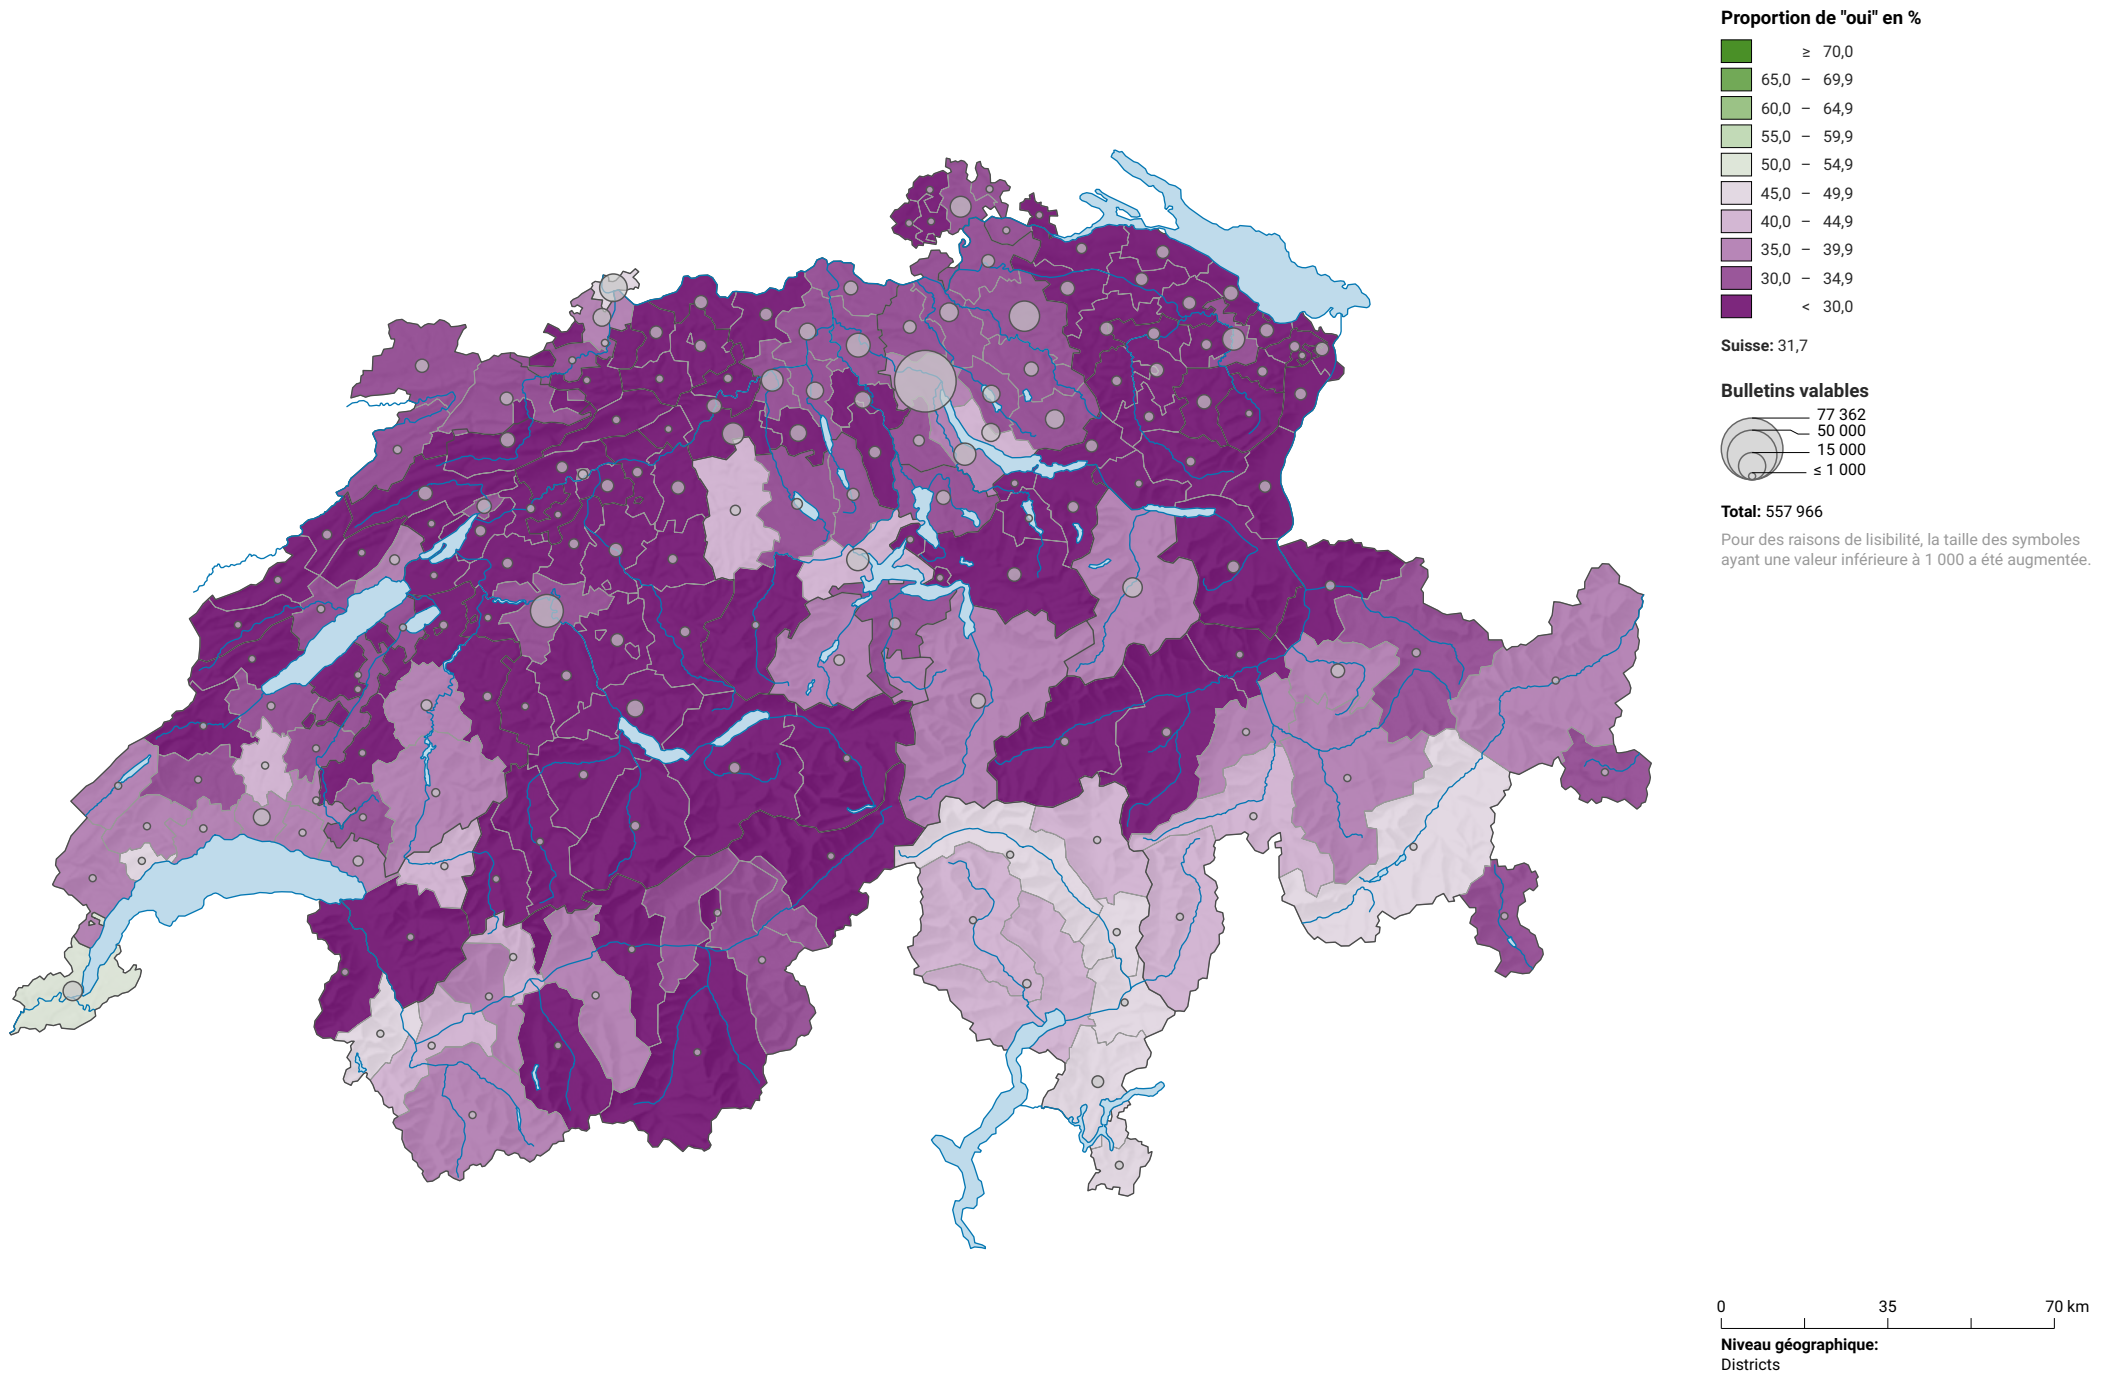 Proportion de "oui" en %
≥ 70,0
65,0 – 69,9
60,0 – 64,9
55,0 – 59,9
50,0 – 54,9
45,0 – 49,9
40,0 – 44,9
35,0 – 39,9
30,0 – 34,9
< 30,0
Suisse: 31,7
Bulletins valables
77 362
50 000
15 000
≤ 1 000
Total: 557 966
Pour des raisons de lisibilité, la taille des symboles
ayant une valeur inférieure à 1 000 a été augmentée.
0 35 70 km
Niveau géographique:
Districts